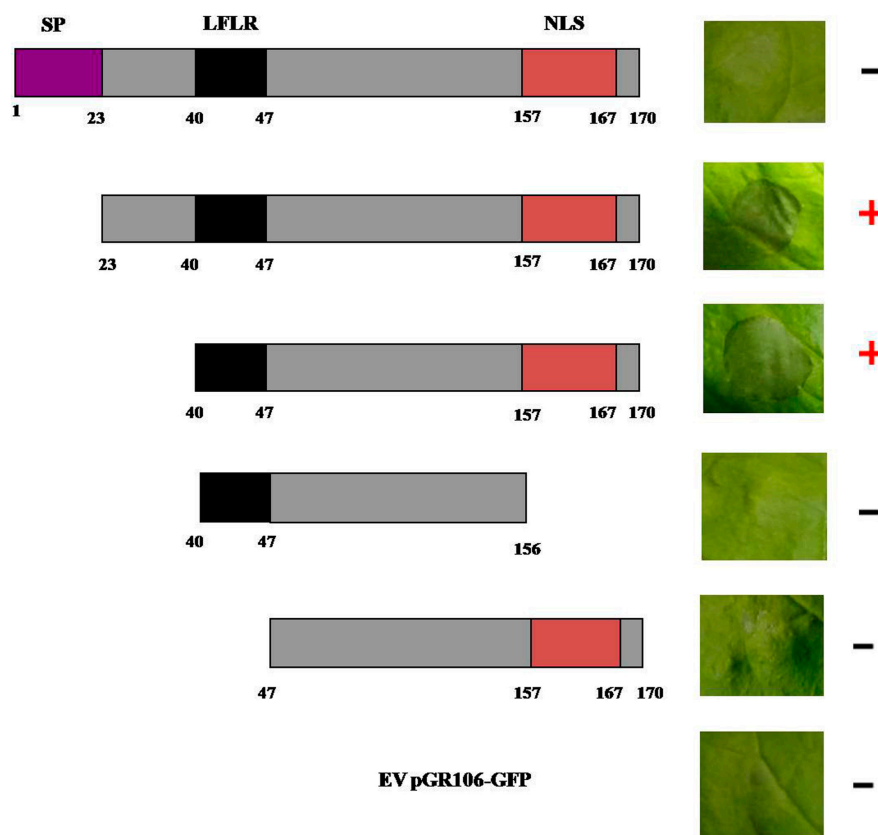 SP LFLR NLS
-
1 23 40 47 157 167 170
+
23 40 47 157 167 170
+
40 47 157 167 170
-
40 47 156
-
47 157 167 170
EV pGR106-GFP -